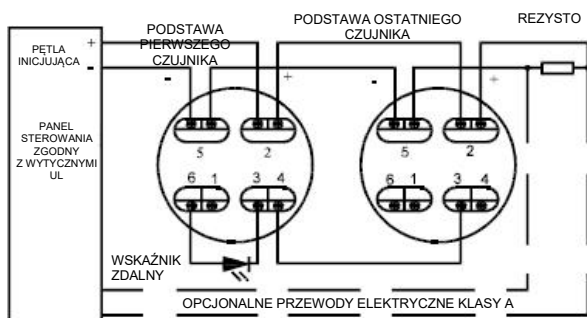 PODSTAWA
PIERWSZEGO
CZUJNIKA
PODSTAWA OSTATNIEGO
CZUJNIKA
REZYSTO
PĘTLA
INICJUJĄCA
+
-
-
+
-
+
PANEL
STEROWANIA
ZGODNY
Z WYTYCZNYMI
UL
5 2
6 1 3 4
5 2
6 1 3 4
WSKAŹNIK
ZDALNY
OPCJONALNE PRZEWODY ELEKTRYCZNE KLASY A